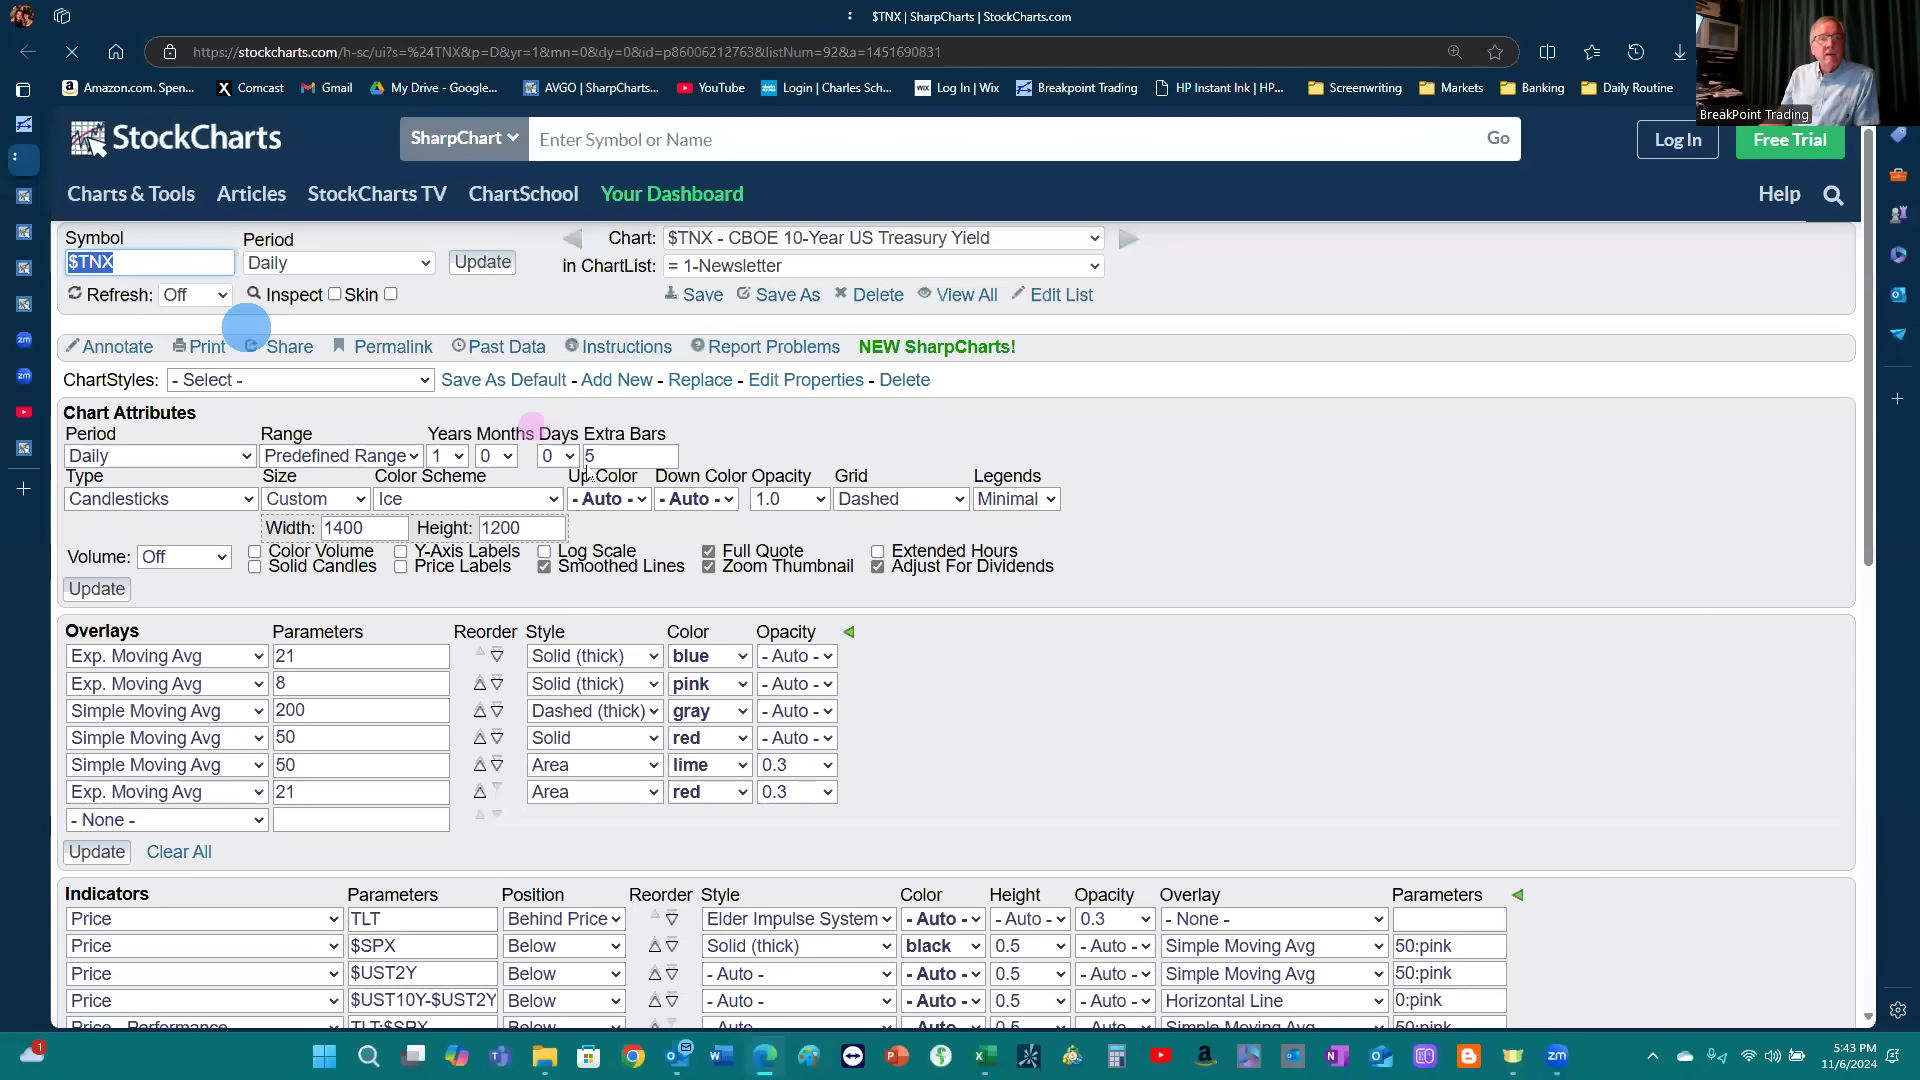 $TNX | SharpCharts | StockCharts.com
https://stockcharts.com/h-sc/ui?s=%24TNX&p=D&yr=1&mn=0&dy=0&id=p86006212763&listNum=92&a=1451690831
Amazon.com. Spen... Comcast Gmail My Drive - Google... AVGO | SharpCharts... YouTube Login | Charles Sch... Log In | Wix Breakpoint Trading HP Instant Ink | HP... Screenwriting Markets Banking Daily Routine
BreakPoint Trading
StockCharts SharpChart Enter Symbol or Name Go Log In Free Trial
Charts & Tools Articles StockCharts TV ChartSchool Your Dashboard Help
Symbol Period Chart: $TNX - CBOE 10-Year US Treasury Yield
$TNX Daily Update in ChartList: = 1-Newsletter
Refresh: Off Inspect Skin Save Save As Delete View All Edit List
Annotate Print Share Permalink Past Data Instructions Report Problems NEW SharpCharts!
ChartStyles: - Select - Save As Default - Add New - Replace - Edit Properties - Delete
Chart Attributes
Period Range Years Months Days Extra Bars
Daily Predefined Range 1 0 0 5
Type Size Color Scheme Up Color Down Color Opacity Grid Legends
Candlesticks Custom Ice - Auto - - Auto - 1.0 Dashed Minimal
Width: 1400 Height: 1200
Volume: Off Color Volume Y-Axis Labels Log Scale Full Quote Extended Hours
Solid Candles Price Labels Smoothed Lines Zoom Thumbnail Adjust For Dividends
Update
Overlays Parameters Reorder Style Color Opacity
Exp. Moving Avg 21 Solid (thick) blue - Auto -
Exp. Moving Avg 8 Solid (thick) pink - Auto -
Simple Moving Avg 200 Dashed (thick) gray - Auto -
Simple Moving Avg 50 Solid red - Auto -
Simple Moving Avg 50 Area lime 0.3
Exp. Moving Avg 21 Area red 0.3
- None -
Update Clear All
Indicators Parameters Position Reorder Style Color Height Opacity Overlay Parameters
Price TLT Behind Price Elder Impulse System - Auto - - Auto - 0.3 - None -
Price $SPX Below Solid (thick) black 0.5 - Auto - Simple Moving Avg 50:pink
Price $UST2Y Below - Auto - - Auto - 0.5 - Auto - Simple Moving Avg 50:pink
Price $UST10Y-$UST2Y Below - Auto - - Auto - 0.5 - Auto - Horizontal Line 0:pink
Price - Performance TLT:$SPX Below - Auto - - Auto - 0.5 - Auto - Simple Moving Avg 50:pink
1
5:43 PM
11/6/2024